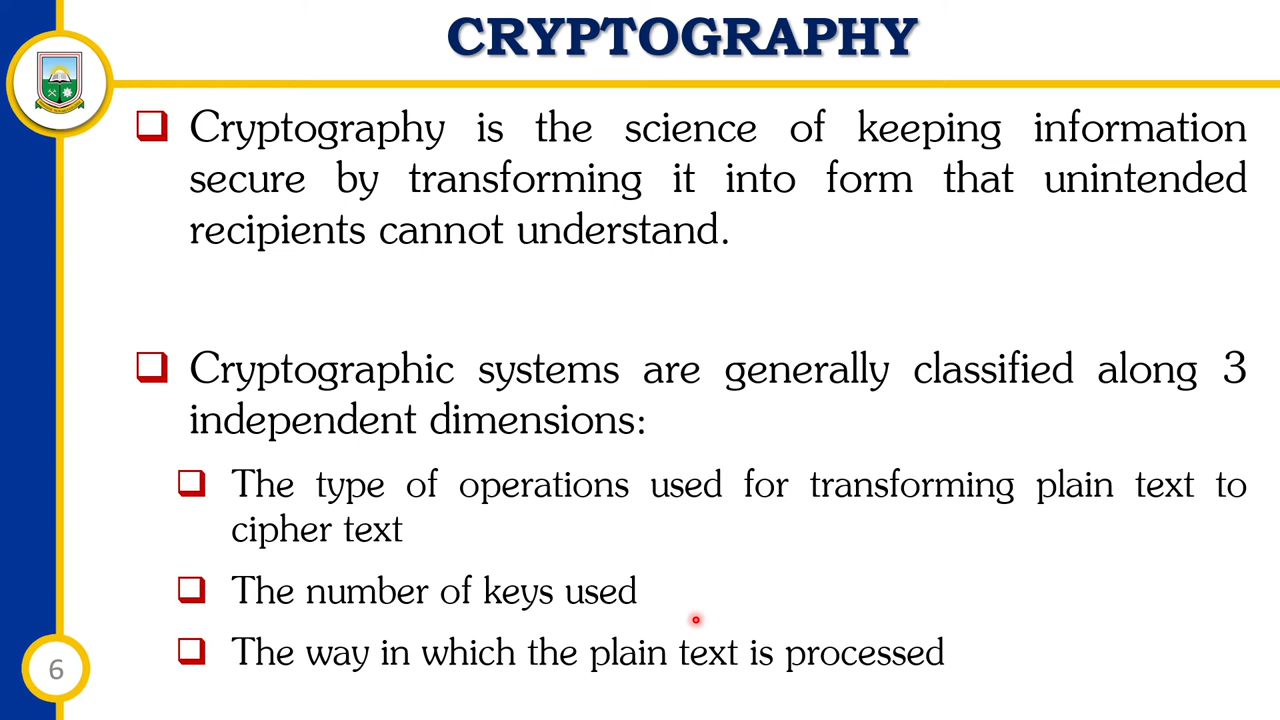 CRYPTOGRAPHY
Cryptography is the science of keeping information
secure by transforming it into form that unintended
recipients cannot understand.
Cryptographic systems are generally classified along 3
independent dimensions:
The type of operations used for transforming plain text to
cipher text
The number of keys used
The way in which the plain text is processed
6